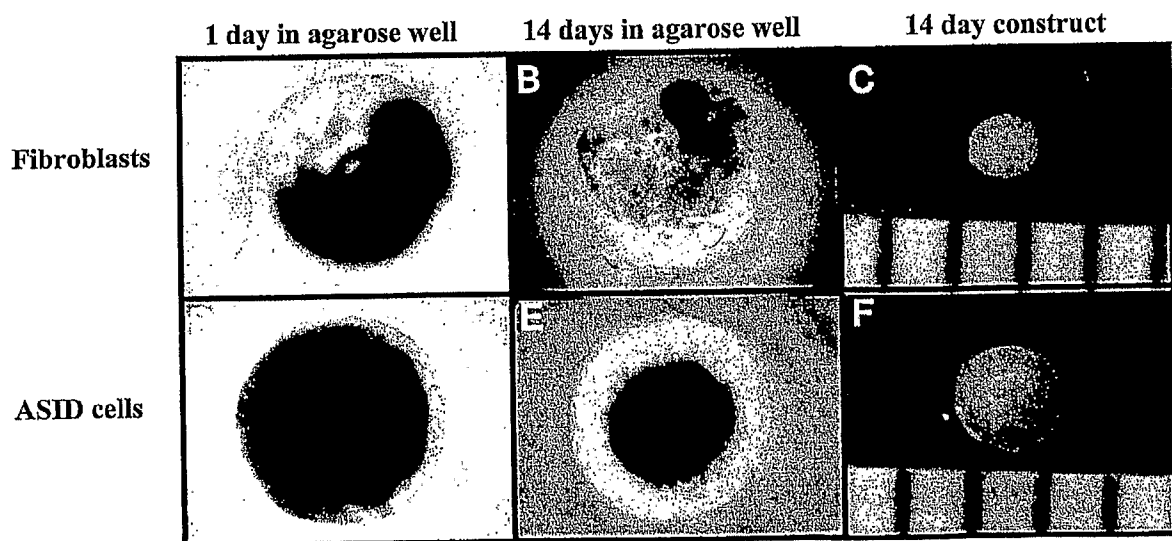 1 day in agarose well 14 days in agarose well 14 day construct
Fibroblasts
B C
ASID cells
E F